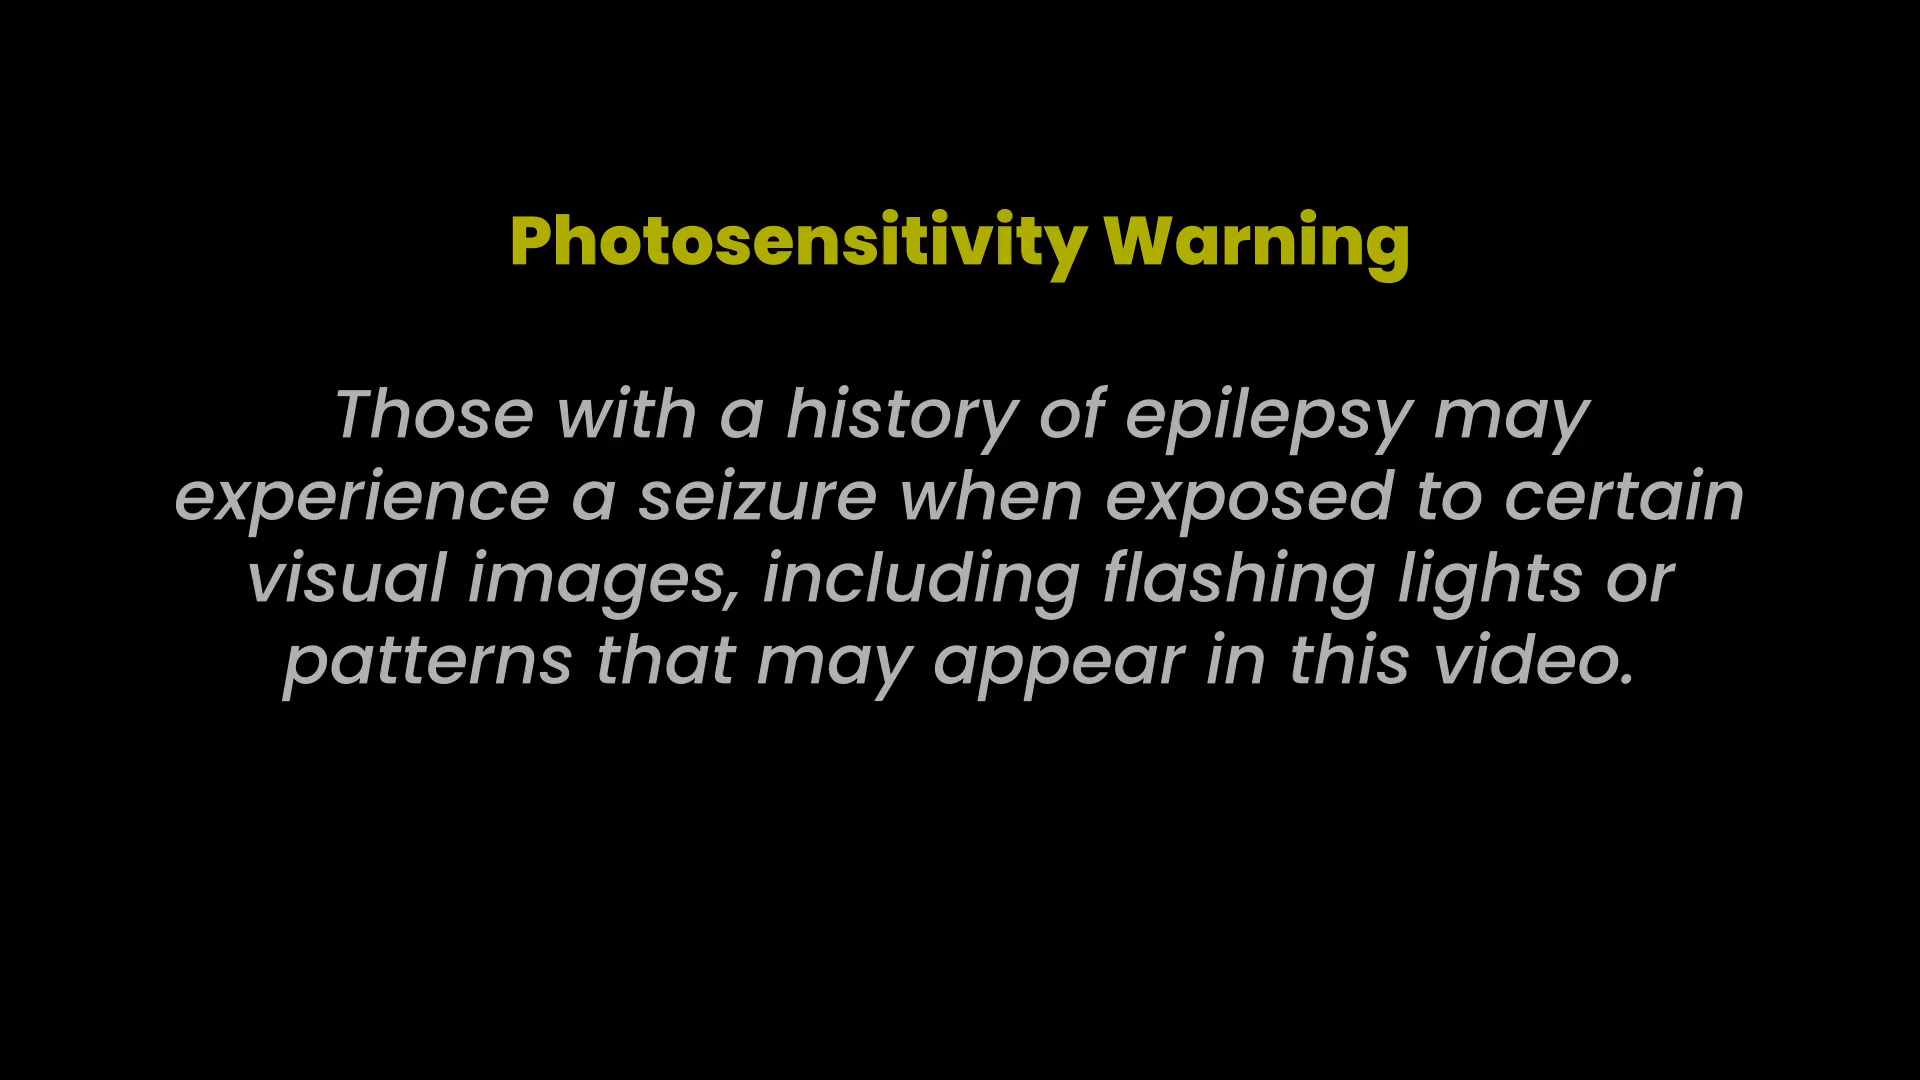 Photosensitivity Warning
Those with a history of epilepsy may
experience a seizure when exposed to certain
visual images, including flashing lights or
patterns that may appear in this video.